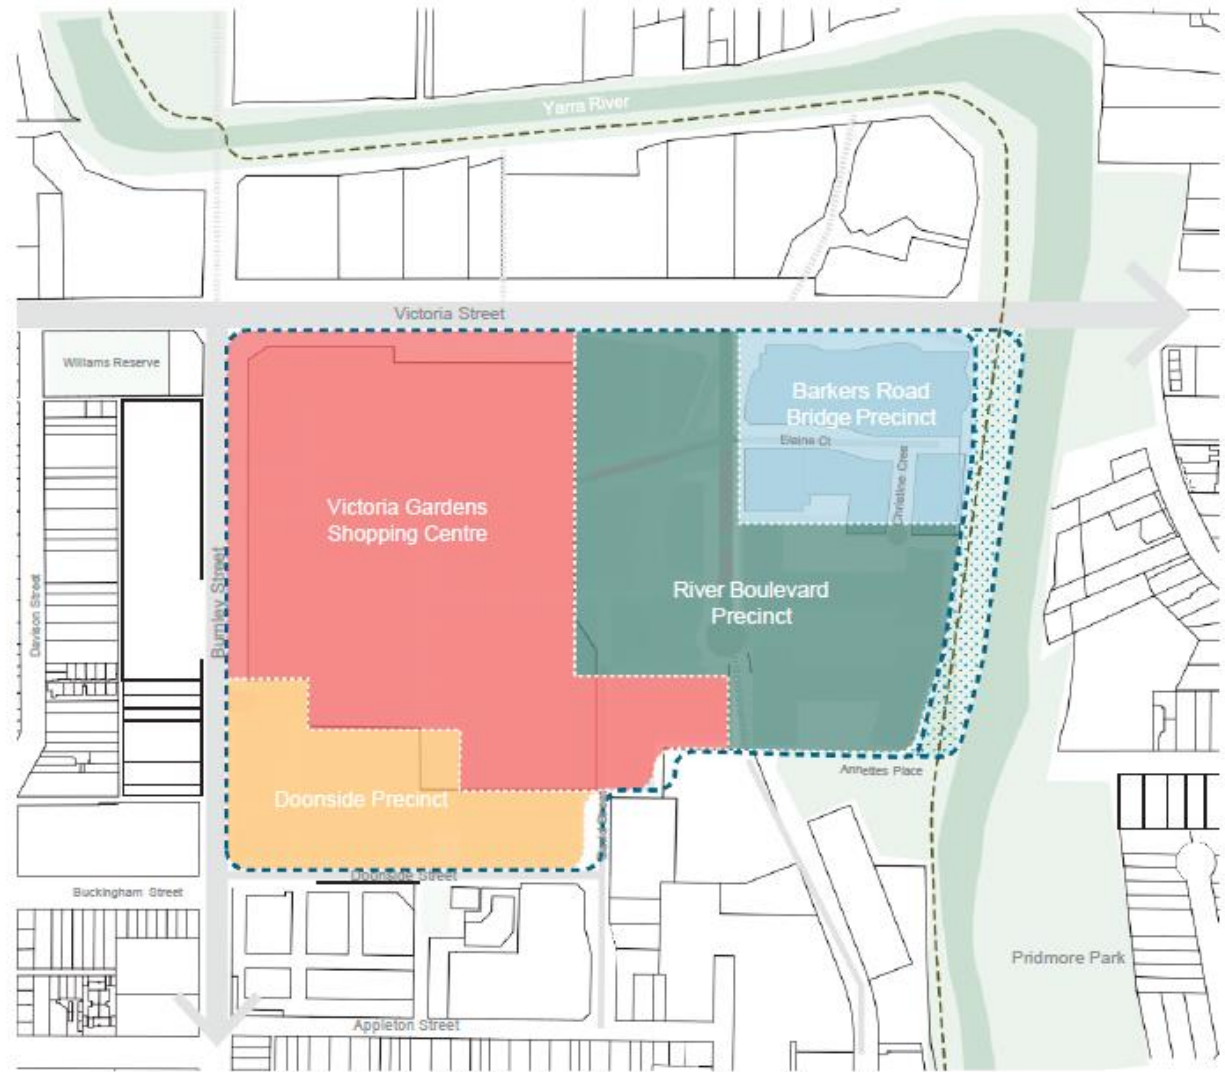 Yarra River
Victoria Street
Williams Reserve
Barkers Road
Bridge Precinct
Elaine Ct
Christine Cres
Victoria Gardens
Shopping Centre
Burnley Street
Davison Street
River Boulevard
Precinct
Annettes Place
Doonside Precinct
Doonside Street
Buckingham Street
Pridmore Park
Appleton Street